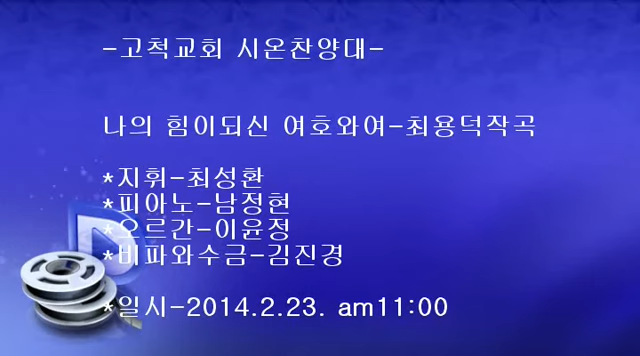 -고척교회 시온찬양대-
나의 힘이되신 여호와여-최용덕작곡
*지휘-최성환
*피아노-남정현
*오르간-이윤정
*비파와수금-김진경
*일시-2014.2.23. am11:00